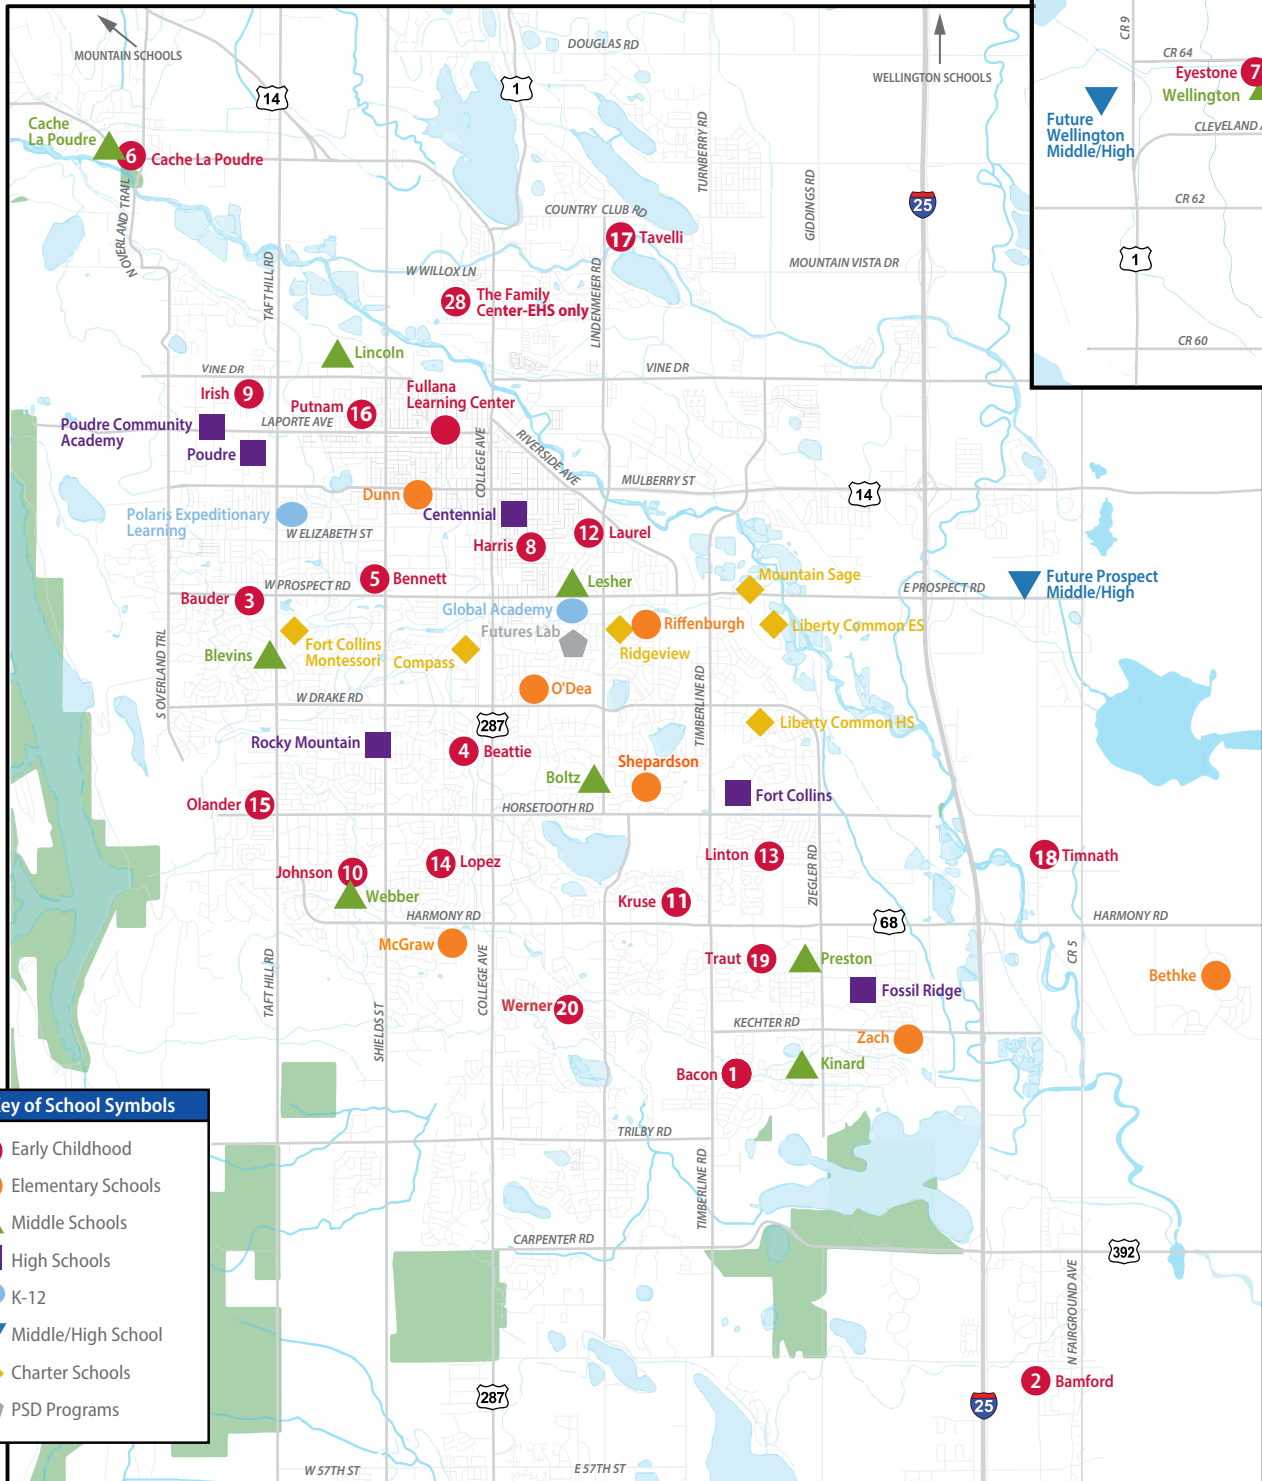 MOUNTAIN SCHOOLS
DOUGLAS RD
WELLINGTON SCHOOLS
14
1
CR 9
CR 64
Eyestone 7
Wellington
CLEVELAND
Future
Wellington
Middle/High
CR 62
1
CR 60
Cache
La Poudre
6 Cache La Poudre
N OVERLAND TRAIL
TURNBERRY RD
GIDDINGS RD
25
COUNTRY CLUB RD
17 Tavelli
TAFT HILL RD
W WILLOX LN
LINDENMEIER RD
MOUNTAIN VISTA DR
28 The Family
Center-EHS only
Lincoln
VINE DR
VINE DR
Irish 9
Putnam 16
Fullana
Learning Center
LAPORTE AVE
Poudre Community
Academy
Poudre
COLLEGE AVE
RIVERSIDE AVE
MULBERRY ST
14
Dunn
Polaris Expeditionary
Learning
Centennial
W ELIZABETH ST
Harris 8
12 Laurel
W PROSPECT RD
5 Bennett
Lesher
Mountain Sage
E PROSPECT RD
Future Prospect
Middle/High
Bauder 3
Global Academy
Futures Lab
Riffenburgh
Liberty Common ES
Fort Collins
Montessori
Blevins
Compass
Ridgeview
S OVERLAND TRL
W DRAKE RD
O'Dea
TIMBERLINE RD
287
Liberty Common HS
Rocky Mountain
4 Beattie
Shepardson
Boltz
Fort Collins
Olander 15
HORSETOOTH RD
Johnson 10
14 Lopez
Linton 13
ZIEGLER RD
18 Timnath
Webber
Kruse 11
HARMONY RD
68
HARMONY RD
McGraw
Traut 19
Preston
CR 5
Bethke
TAFT HILL RD
SHIELDS ST
COLLEGE AVE
Fossil Ridge
Werner 20
KECHTER RD
Zach
Bacon 1
Kinard
Key of School Symbols
Early Childhood
Elementary Schools
Middle Schools
High Schools
K-12
Middle/High School
Charter Schools
PSD Programs
TRILBY RD
TIMBERLINE RD
CARPENTER RD
392
N FAIRGROUND AVE
2 Bamford
287
25
W 57TH ST
E 57TH ST